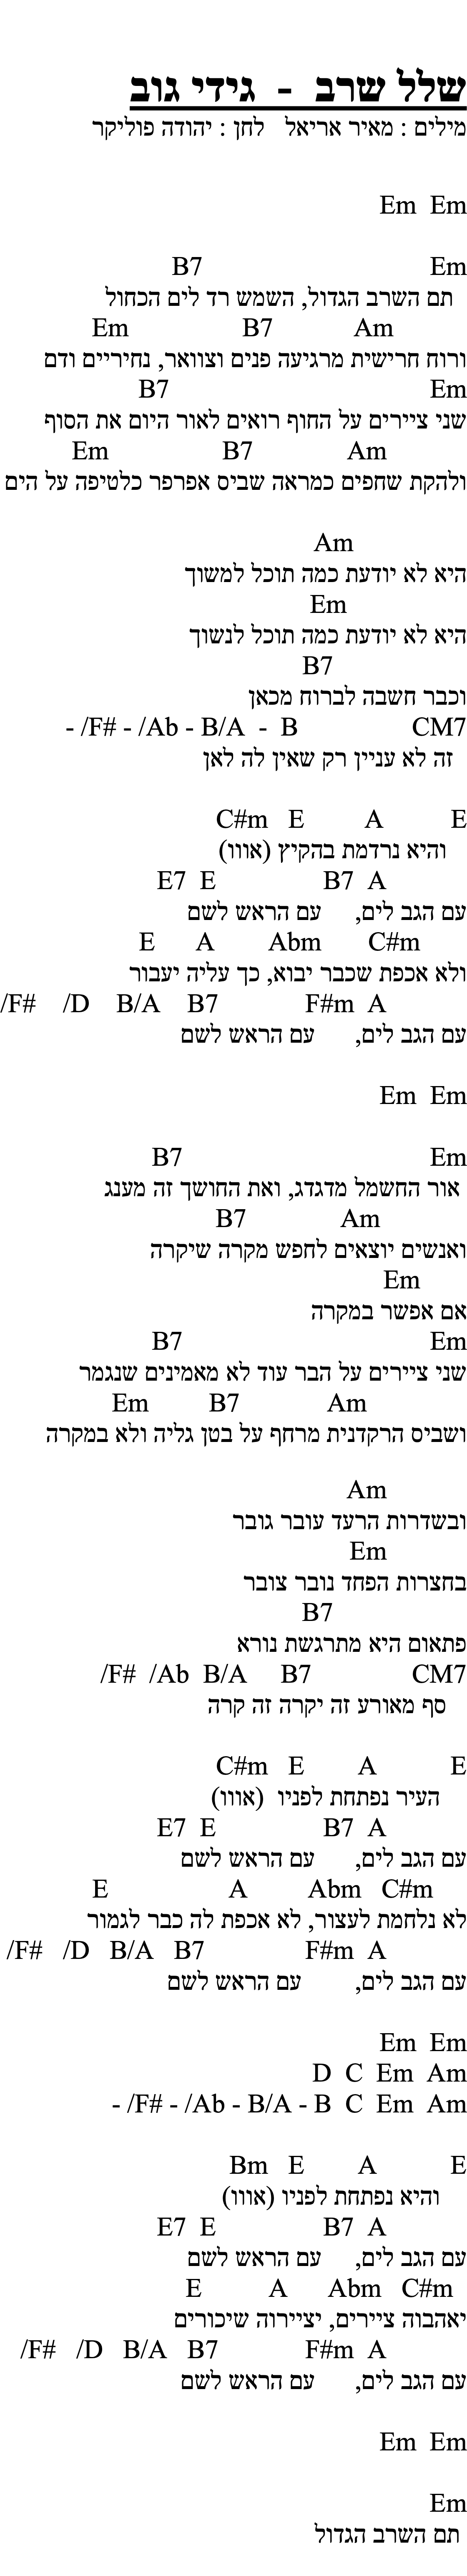 שלל שרב - גידי גוב
מילים : מאיר אריאל לחן : יהודה פוליקר
Em Em
B7 Em
תם השרב הגדול, השמש רד לים הכחול
Em B7 Am
ורוח חרישית מרגיעה פנים וצוואר, נחיריים ודם
B7 Em
שני ציירים על החוף רואים לאור היום את הסוף
Em B7 Am
ולהקת שחפים כמראה שביס אפרפר כלטיפה על הים
Am
היא לא יודעת כמה תוכל למשוך
Em
היא לא יודעת כמה תוכל לנשוך
B7
וכבר חשבה לברוח מכאן
- /F# - /Ab - B/A - B CM7
זה לא עניין רק שאין לה לאן
C#m E A E
והיא נרדמת בהקיץ (אווו)
E7 E B7 A
עם הגב לים, עם הראש לשם
E A Abm C#m
ולא אכפת שכבר יבוא, כך עליה יעבור
/F# /D B/A B7 F#m A
עם הגב לים, עם הראש לשם
Em Em
B7 Em
אור החשמל מדגדג, ואת החושך זה מענג
B7 Am
ואנשים יוצאים לחפש מקרה שיקרה
Em
אם אפשר במקרה
B7 Em
שני ציירים על הבר עוד לא מאמינים שנגמר
Em B7 Am
ושביס הרקדנית מרחף על בטן גליה ולא במקרה
Am
ובשדרות הרעד עובר גובר
Em
בחצרות הפחד נובר צובר
B7
פתאום היא מתרגשת נורא
/F# /Ab B/A B7 CM7
סף מאורע זה יקרה זה קרה
C#m E A E
העיר נפתחת לפניו (אווו)
E7 E B7 A
עם הגב לים, עם הראש לשם
E A Abm C#m
לא נלחמת לעצור, לא אכפת לה כבר לגמור
/F# /D B/A B7 F#m A
עם הגב לים, עם הראש לשם
Em Em
D C Em Am
- /F# - /Ab - B/A - B C Em Am
Bm E A E
והיא נפתחת לפניו (אווו)
E7 E B7 A
עם הגב לים, עם הראש לשם
E A Abm C#m
יאהבוה ציירים, יציירוה שיכורים
/F# /D B/A B7 F#m A
עם הגב לים, עם הראש לשם
Em Em
Em
תם השרב הגדול